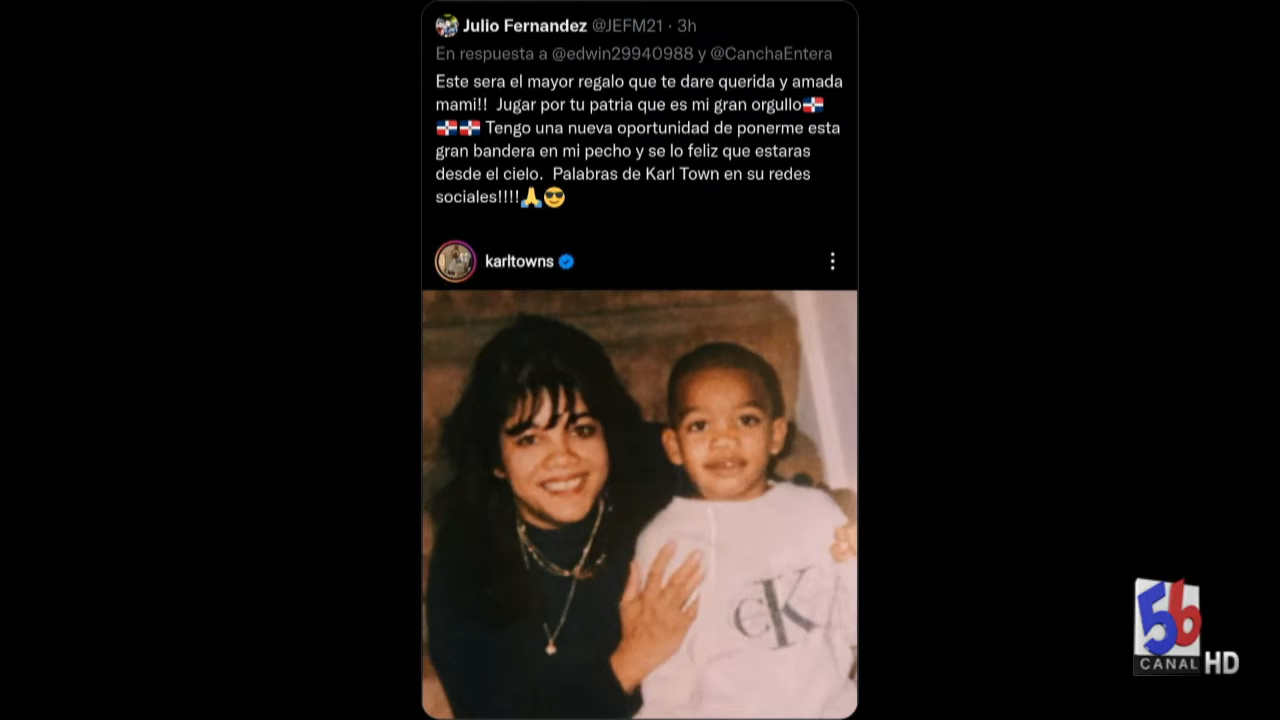 Julio Fernandez @JEFM21 · 3h
En respuesta a @edwin29940988 y @CanchaEntera
Este sera el mayor regalo que te dare querida y amada
mami!! Jugar por tu patria que es mi gran orgullo🇩🇴
🇩🇴🇩🇴 Tengo una nueva oportunidad de ponerme esta
gran bandera en mi pecho y se lo feliz que estaras
desde el cielo. Palabras de Karl Town en su redes
sociales!!!!🙏😎
karltowns
cK
56
CANAL HD